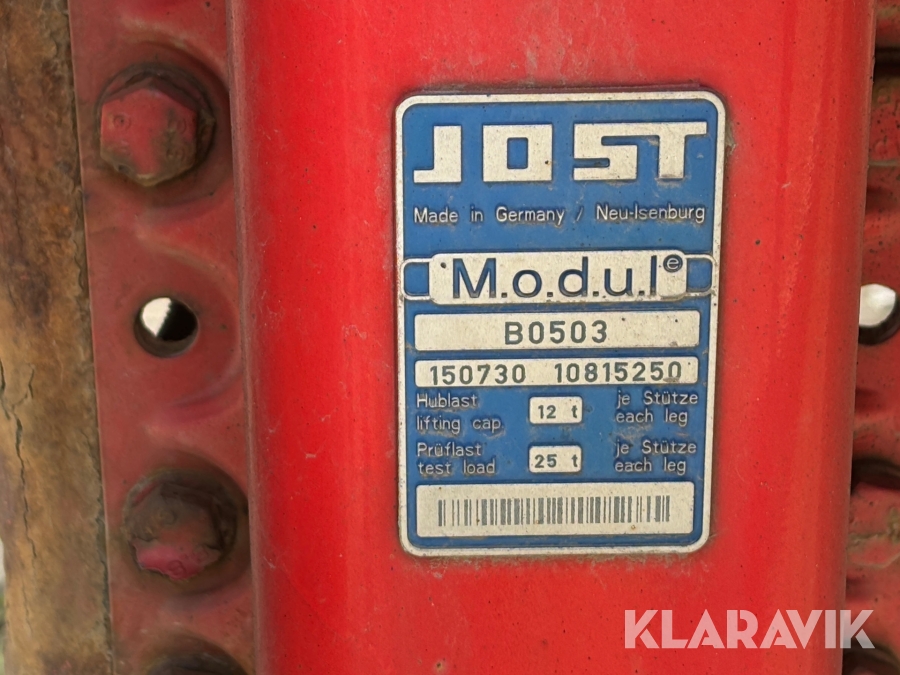 JOST
Made in Germany / Neu-Isenburg
M.o.d.u.l e
B0503
150730 10815250
Hublast 12 t je Stütze
lifting cap. each leg
Prüflast 25 t je Stütze
test load each leg
KLARAVIK